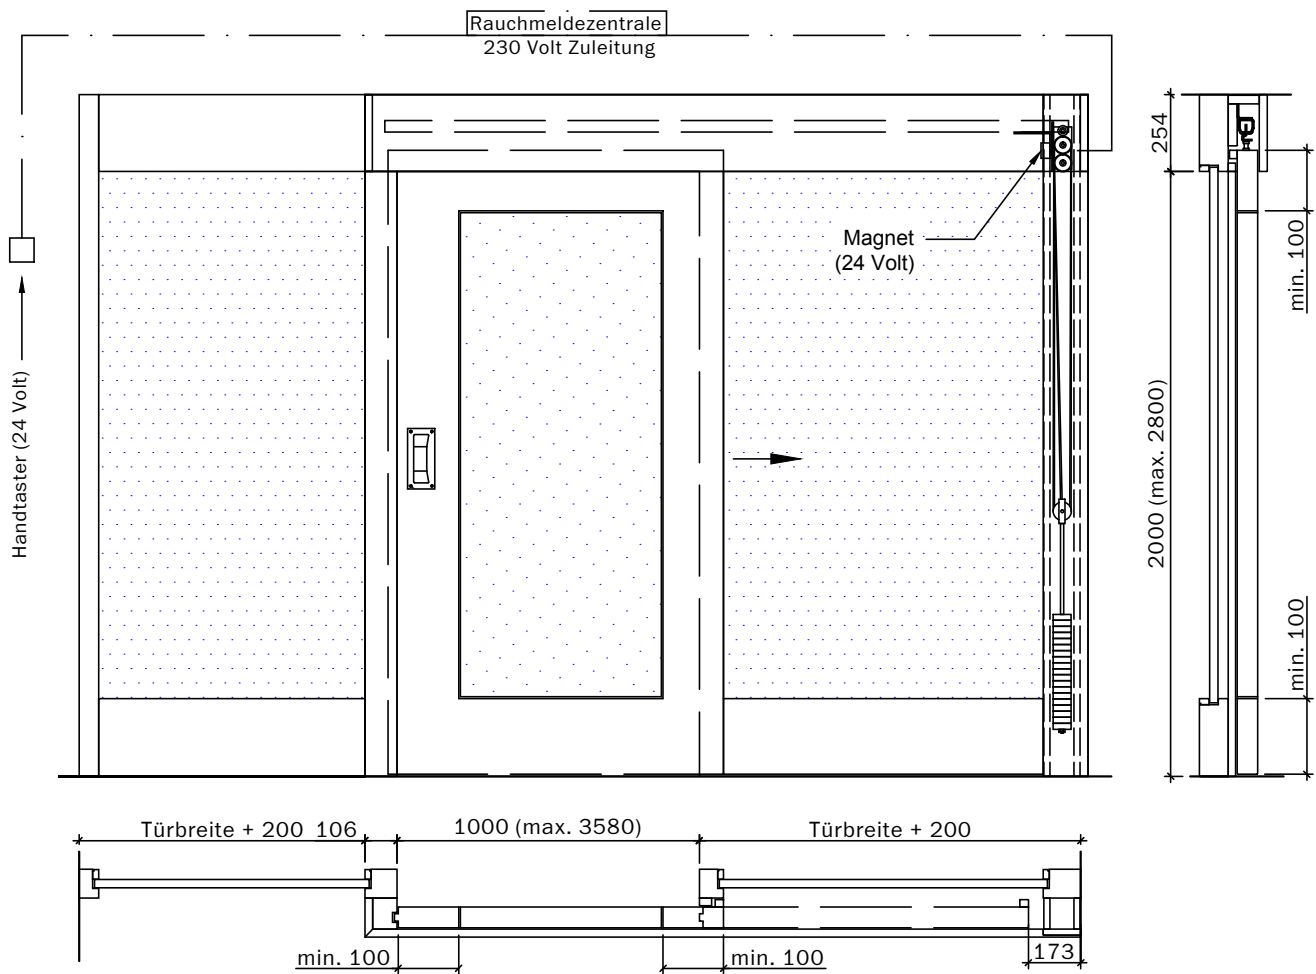 Rauchmeldezentrale
230 Volt Zuleitung
254
min. 100
Magnet
(24 Volt)
Handtaster (24 Volt)
2000 (max. 2800)
min. 100
Türbreite + 200
106
1000 (max. 3580)
Türbreite + 200
min. 100
min. 100
173